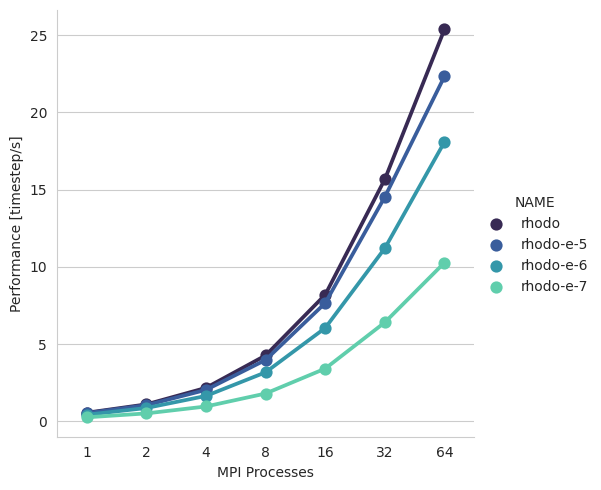 25
20
15
10
5
0
Performance [timestep/s]
1 2 4 8 16 32 64
MPI Processes
NAME
rhodo
rhodo-e-5
rhodo-e-6
rhodo-e-7